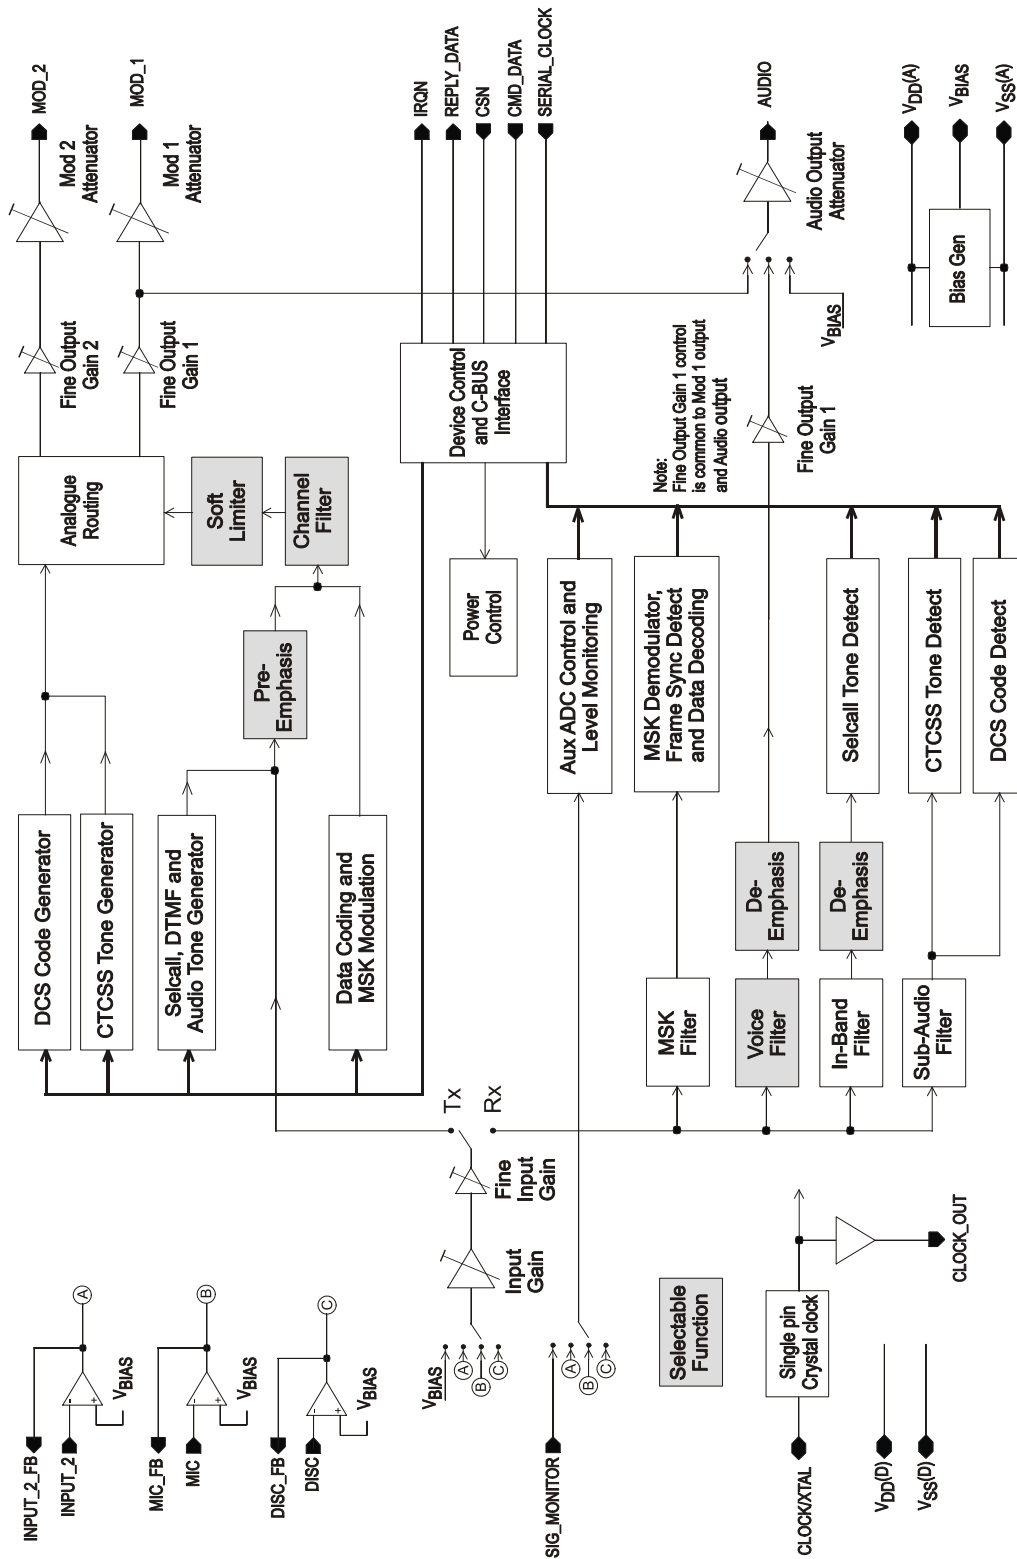 INPUT_2_FB
INPUT_2
VBIAS
A
MIC_FB
MIC
VBIAS
B
DISC_FB
DISC
VBIAS
C
VBIAS
A
B
C
Input
Gain
Fine
Input
Gain
Tx
Rx
SIG_MONITOR
A
B
C
DCS Code Generator
CTCSS Tone Generator
Selcall, DTMF and
Audio Tone Generator
Data Coding and
MSK Modulation
Pre-
Emphasis
Channel
Filter
Soft
Limiter
Analogue
Routing
Fine Output
Gain 2
Fine Output
Gain 1
Mod 2
Attenuator
Mod 1
Attenuator
MOD_2
MOD_1
Device Control
and C-BUS
Interface
IRQN
REPLY_DATA
CSN
CMD_DATA
SERIAL_CLOCK
Power
Control
Aux ADC Control and
Level Monitoring
MSK
Filter
MSK Demodulator,
Frame Sync Detect
and Data Decoding
Note:
Fine Output Gain 1 control
is common to Mod 1 output
and Audio output
Voice
Filter
De-
Emphasis
Fine Output
Gain 1
VBIAS
Audio Output
Attenuator
AUDIO
In-Band
Filter
De-
Emphasis
Selcall Tone Detect
Sub-Audio
Filter
CTCSS Tone Detect
DCS Code Detect
Selectable
Function
CLOCK/XTAL
Single pin
Crystal clock
CLOCK_OUT
VDD(D)
VSS(D)
Bias Gen
VDD(A)
VBIAS
VSS(A)